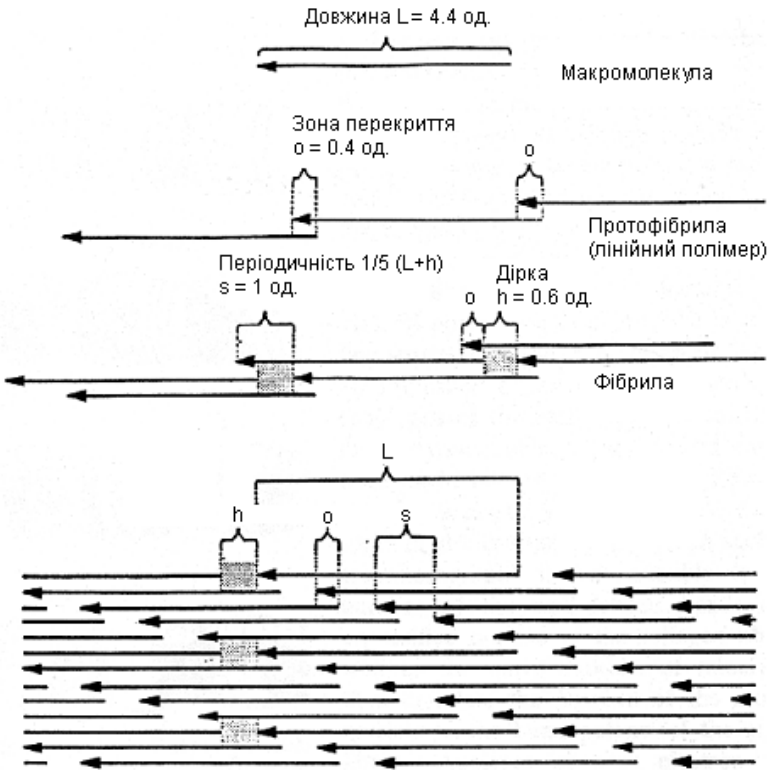 Довжина L = 4.4 од.
Макромолекула
Зона перекриття
o = 0.4 од.
o
Протофібрила
(лінійний полімер)
Періодичність 1/5 (L+h)
s = 1 од.
Дірка
o h = 0.6 од.
Фібрила
L
h o s